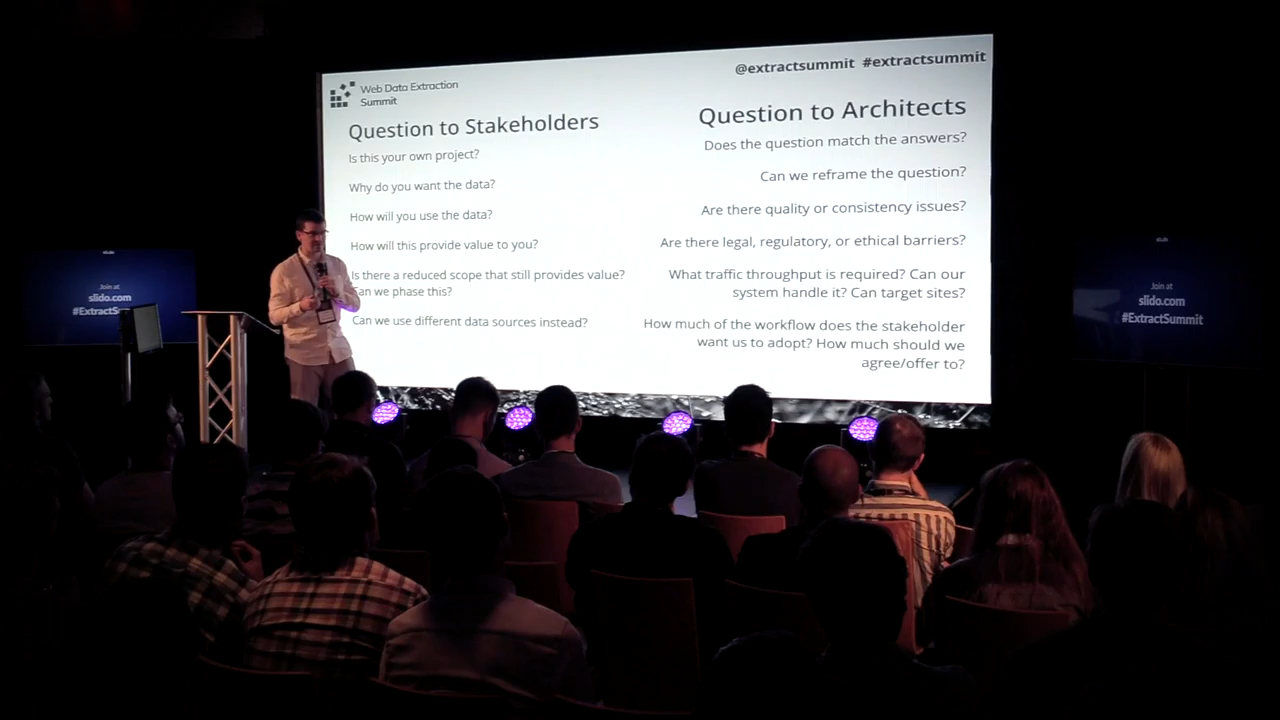 @extractsummit #extractsummit
Web Data Extraction
Summit
Question to Stakeholders
Is this your own project?
Why do you want the data?
How will you use the data?
How will this provide value to you?
Is there a reduced scope that still provides value?
Can we phase this?
Can we use different data sources instead?
Question to Architects
Does the question match the answers?
Can we reframe the question?
Are there quality or consistency issues?
Are there legal, regulatory, or ethical barriers?
What traffic throughput is required? Can our
system handle it? Can target sites?
How much of the workflow does the stakeholder
want us to adopt? How much should we
agree/offer to?
slido
Join at
slido.com
#ExtractS
slido
Join at
slido.com
#ExtractSummit